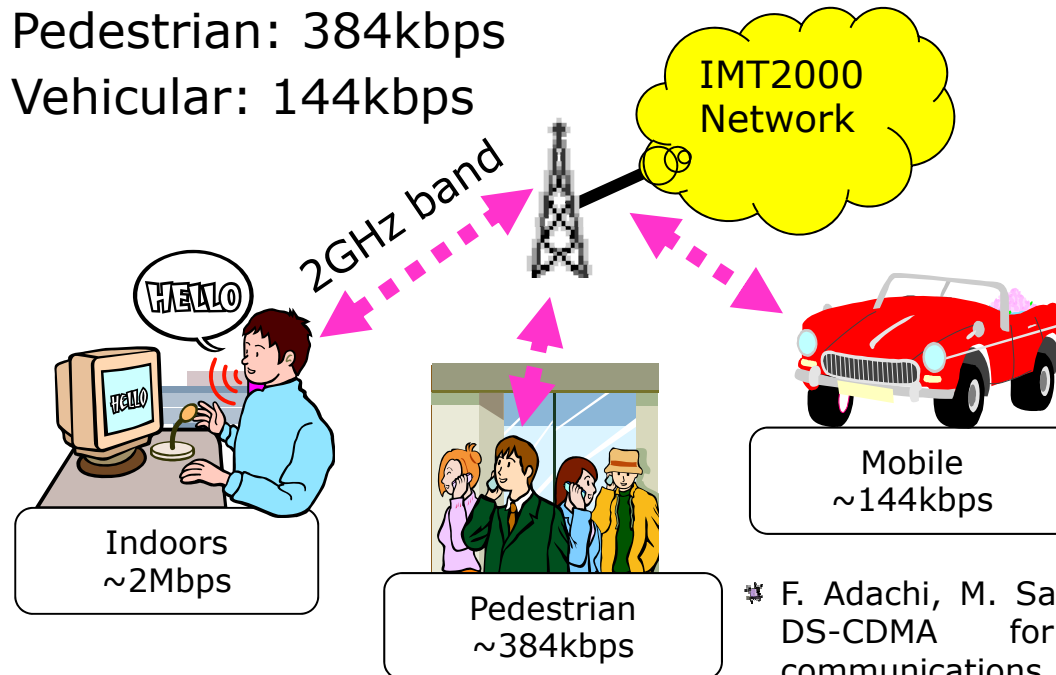 Pedestrian: 384kbps
Vehicular: 144kbps
IMT2000
Network
2GHz band
HELLO
HELLO
Mobile
~144kbps
Indoors
~2Mbps
Pedestrian
~384kbps
F. Adachi, M. Sa
DS-CDMA for
communications